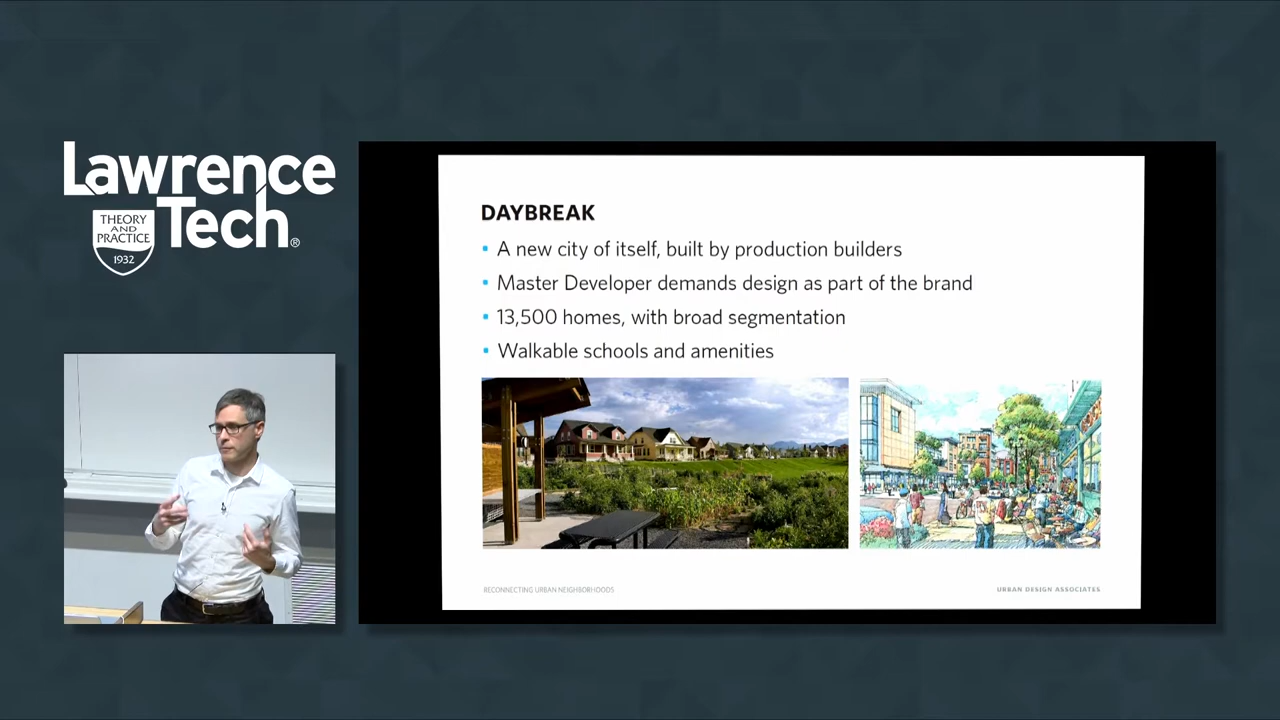 Lawrence
Tech®
THEORY
AND
PRACTICE
1932
DAYBREAK
• A new city of itself, built by production builders
• Master Developer demands design as part of the brand
• 13,500 homes, with broad segmentation
• Walkable schools and amenities
RECONNECTING URBAN NEIGHBORHOODS
URBAN DESIGN ASSOCIATES